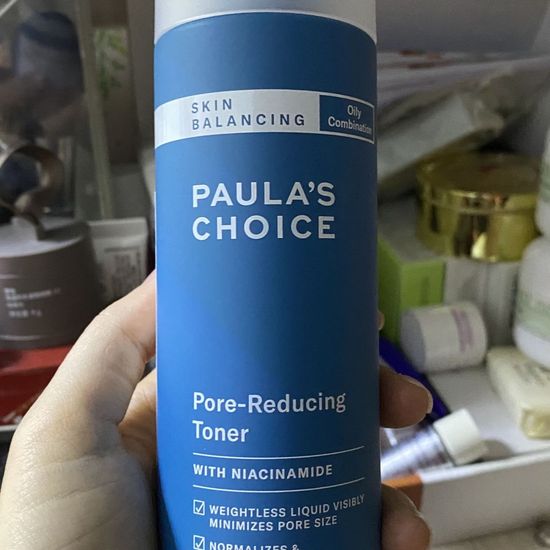 SKIN
BALANCING
Oily
Combination
PAULA'S
CHOICE
Pore-Reducing
Toner
WITH NIACINAMIDE
WEIGHTLESS LIQUID VISIBLY
MINIMIZES PORE SIZE
NORMALIZES &